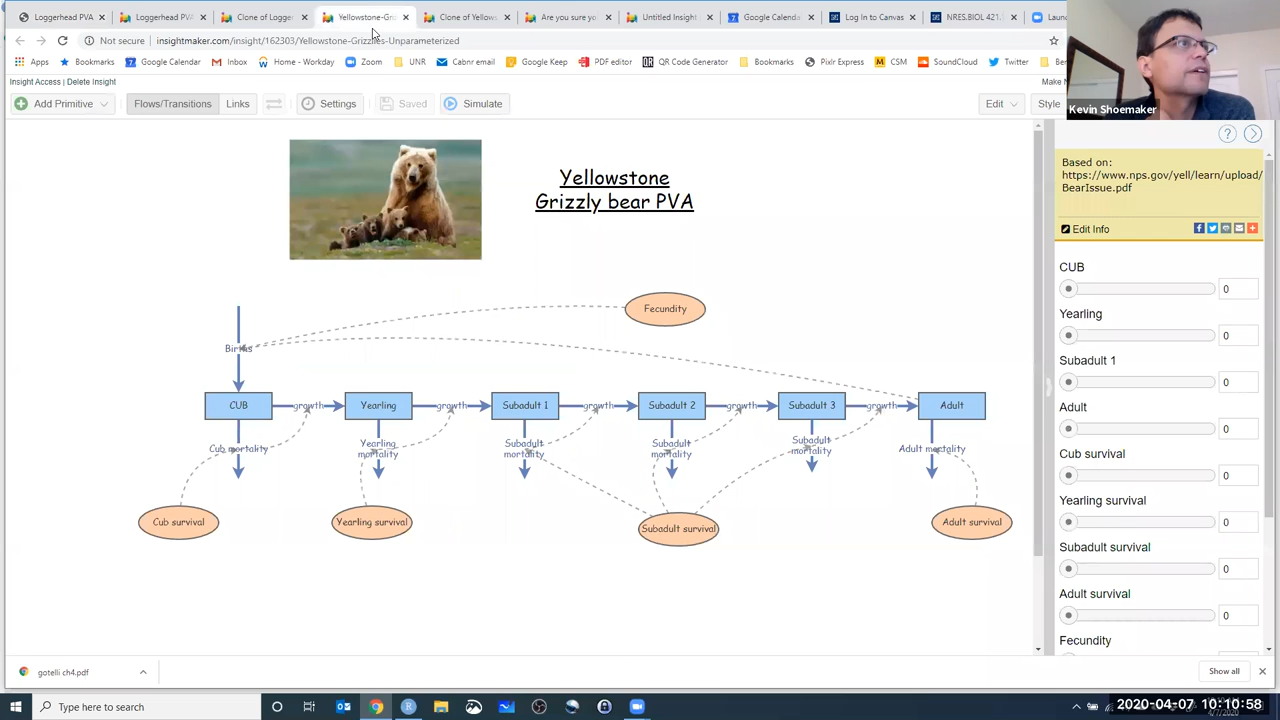 Loggerhead PVA
Loggerhead PV
Clone of Logger
Yellowstone-Gri
Clone of Yellows
Are you sure yo
Untitled Insight
Google Calenda
Log In to Canvas
NRES.BIOL 421
Laun
Not secure
insightmaker.com/insight/162303/Yellowstone-Grizzlies-Unparameterized
Apps
Bookmarks
Google Calendar
Inbox
Home - Workday
Zoom
UNR
Cabnr email
Google Keep
PDF editor
QR Code Generator
Bookmarks
Pixlr Express
CSM
SoundCloud
Twitter
Insight Access | Delete Insight
Make
Add Primitive
Flows/Transitions
Links
Settings
Saved
Simulate
Edit
Style
Kevin Shoemaker
Yellowstone
Grizzly bear PVA
Based on:
https://www.nps.gov/yell/learn/upload/
BearIssue.pdf
Edit Info
Fecundity
Births
CUB
growth
Yearling
growth
Subadult 1
growth
Subadult 2
growth
Subadult 3
growth
Adult
Cub mortality
Yearling
mortality
Subadult
mortality
Subadult
mortality
Subadult
mortality
Adult mortality
Cub survival
Yearling survival
Subadult survival
Adult survival
CUB
0
Yearling
0
Subadult 1
0
Adult
0
Cub survival
0
Yearling survival
0
Subadult survival
0
Adult survival
0
Fecundity
gotelli ch4.pdf
Show all
Type here to search
2020-04-07 10:10:58